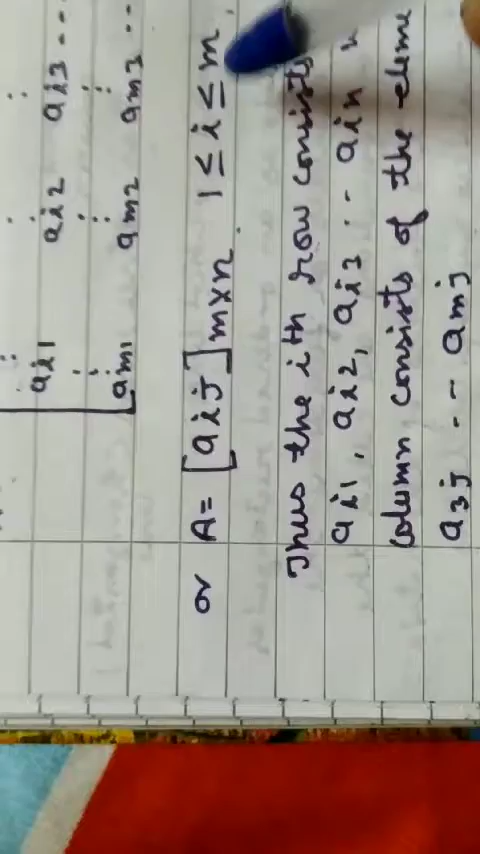 ai1 ai2 ai3 ...
am1 am2 am3 ...
or A = [aij] m×n. 1 ≤ i ≤ m,
Thus the ith row consists
ai1, ai2, ai3 ... ain
column consists of the
a3j ... amj